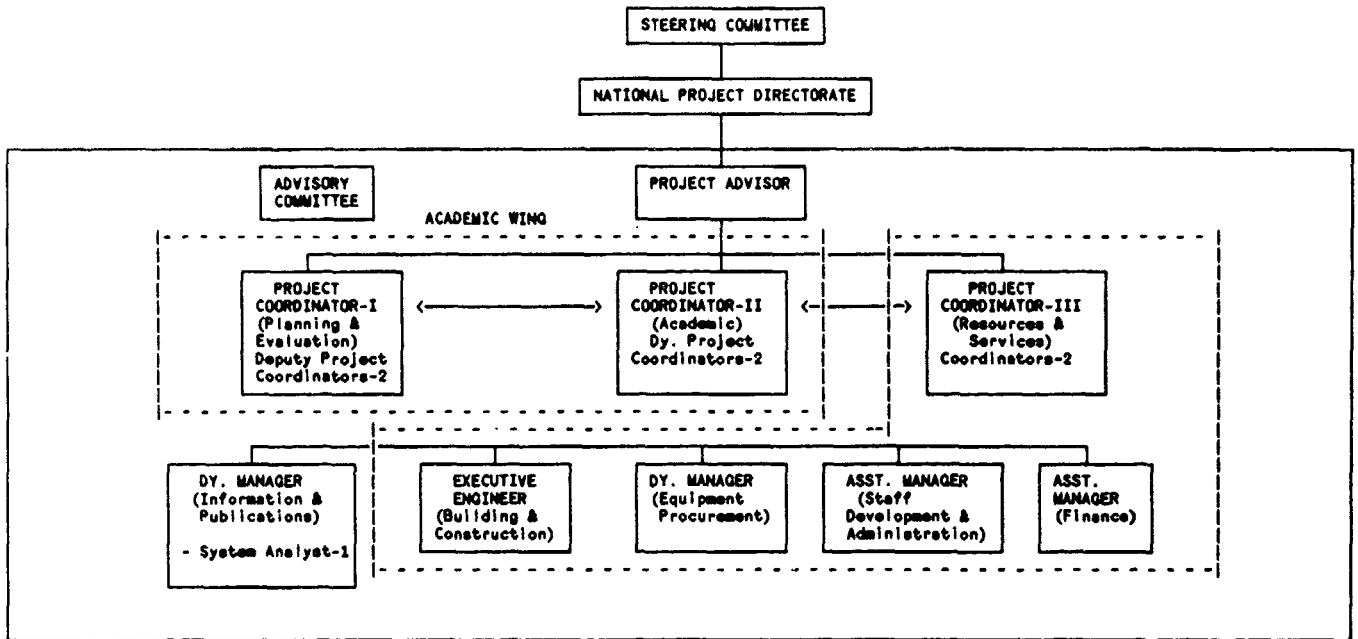 STEERING COMMITTEE
NATIONAL PROJECT DIRECTORATE
ADVISORY
COMMITTEE
PROJECT ADVISOR
ACADEMIC WING
PROJECT
COORDINATOR-I
(Planning &
Evaluation)
Deputy Project
Coordinators-2
PROJECT
COORDINATOR-II
(Academic)
Dy. Project
Coordinators-2
PROJECT
COORDINATOR-III
(Resources &
Services)
Coordinators-2
DY. MANAGER
(Information &
Publications)
- System Analyst-1
EXECUTIVE
ENGINEER
(Building &
Construction)
DY. MANAGER
(Equipment
Procurement)
ASST. MANAGER
(Staff
Development &
Administration)
ASST.
MANAGER
(Finance)